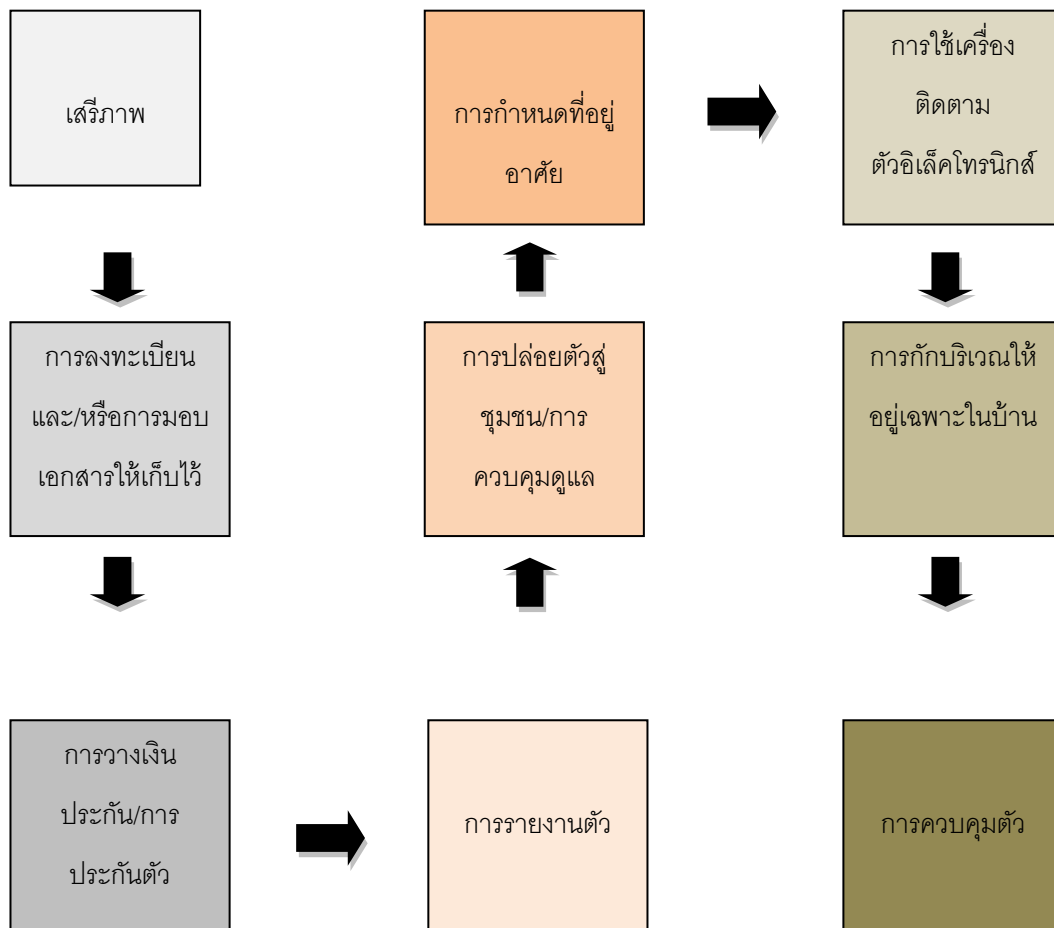 เสรีภาพ
การลงทะเบียน
และ/หรือการมอบ
เอกสารให้เก็บไว้
การวางเงิน
ประกัน/การ
ประกันตัว
การรายงานตัว
การปล่อยตัวสู่
ชุมชน/การ
ควบคุมดูแล
การกำหนดที่อยู่
อาศัย
การใช้เครื่อง
ติดตาม
ตัวอิเล็คโทรนิกส์
การกักบริเวณให้
อยู่เฉพาะในบ้าน
การควบคุมตัว